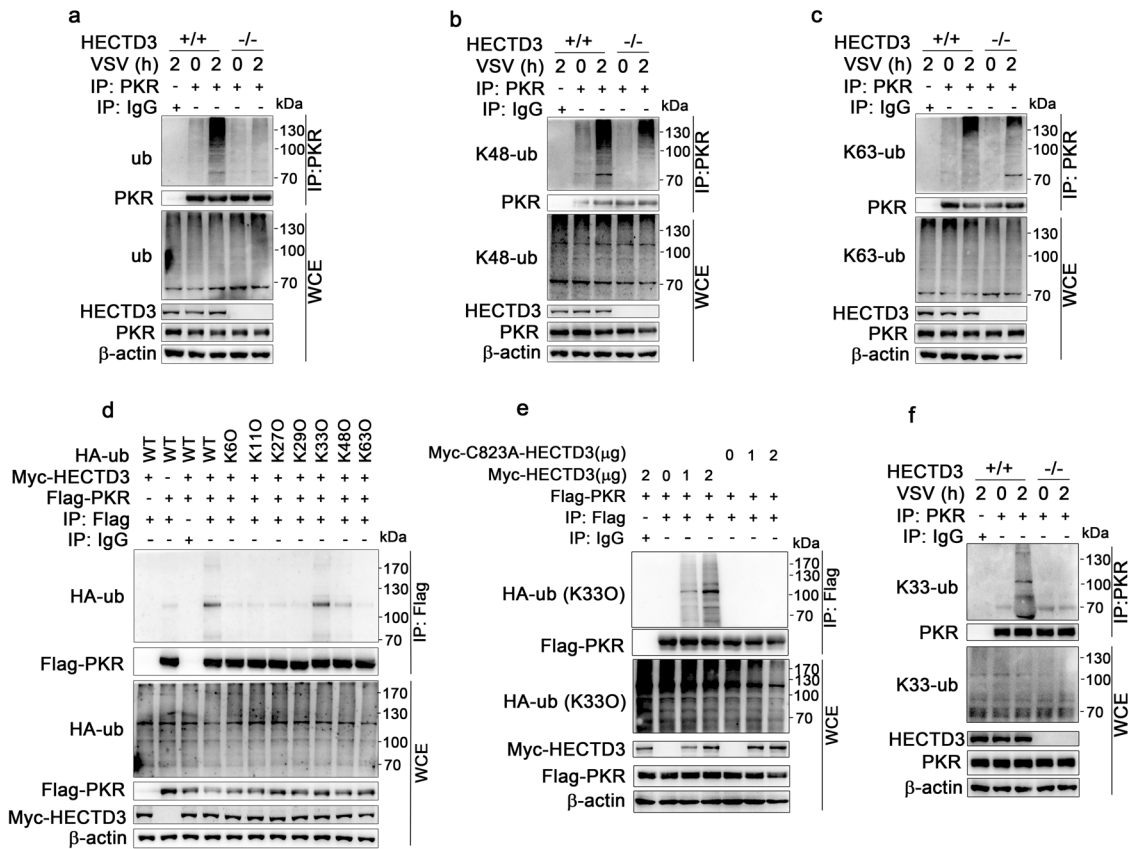 a
HECTD3 +/+ -/-
VSV (h) 2 0 2 0 2
IP: PKR - + + + +
IP: IgG + - - - -
kDa
ub
130
100
70
IP:PKR
PKR
ub
130
100
70
WCE
HECTD3
PKR
β-actin
b
HECTD3 +/+ -/-
VSV (h) 2 0 2 0 2
IP: PKR - + + + +
IP: IgG + - - - -
kDa
K48-ub
130
100
70
IP:PKR
PKR
K48-ub
130
100
70
WCE
HECTD3
PKR
β-actin
c
HECTD3 +/+ -/-
VSV (h) 2 0 2 0 2
IP: PKR - + + + +
IP: IgG + - - - -
kDa
K63-ub
130
100
70
IP: PKR
PKR
K63-ub
130
100
70
WCE
HECTD3
PKR
β-actin
d
HA-ub WT WT WT WT K6O K11O K27O K29O K33O K48O K63O
Myc-HECTD3 + - + + + + + + + + +
Flag-PKR - + + + + + + + + + +
IP: Flag + + - + + + + + + + +
IP: IgG - - + - - - - - - - -
kDa
HA-ub
170
130
100
70
IP: Flag
Flag-PKR
HA-ub
170
130
100
70
WCE
Flag-PKR
Myc-HECTD3
β-actin
e
Myc-C823A-HECTD3(μg) 0 1 2
Myc-HECTD3(μg) 2 0 1 2
Flag-PKR + + + + + + +
IP: Flag - + + + + + +
IP: IgG + - - - - - -
kDa
HA-ub (K33O)
170
130
100
70
IP: Flag
Flag-PKR
HA-ub (K33O)
170
130
100
70
WCE
Myc-HECTD3
Flag-PKR
β-actin
f
HECTD3 +/+ -/-
VSV (h) 2 0 2 0 2
IP: PKR - + + + +
IP: IgG + - - - -
kDa
K33-ub
130
100
70
IP:PKR
PKR
K33-ub
130
100
70
WCE
HECTD3
PKR
β-actin